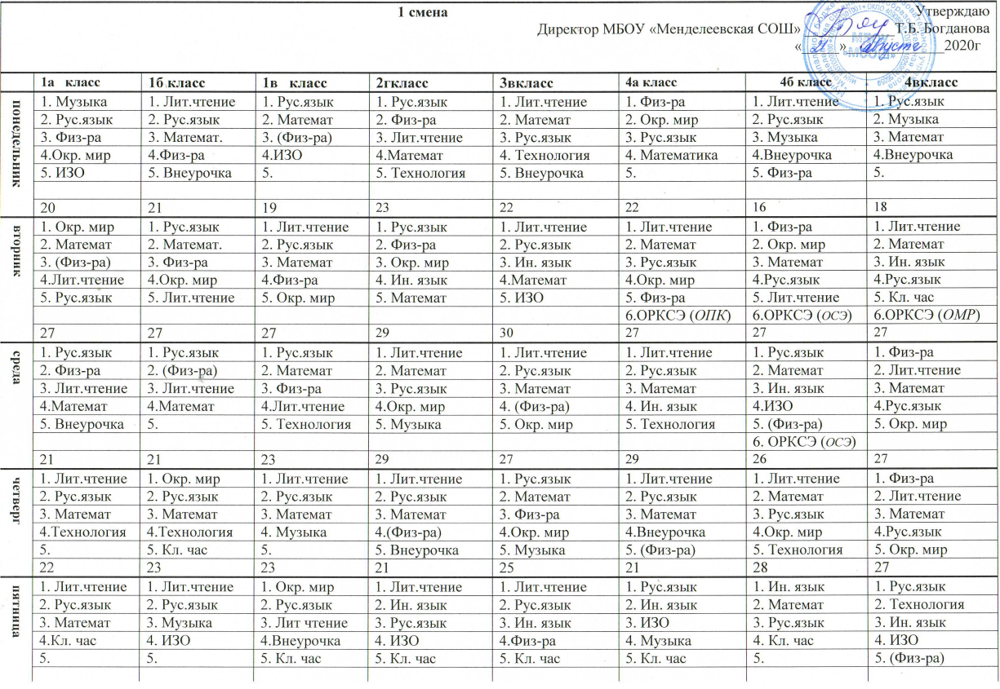 1 смена
Утверждаю
Директор МБОУ «Менделеевская СОШ» Т.Б. Богданова
«21» августа 2020г
1а класс 1б класс 1в класс 2гкласс 3вкласс 4а класс 4б класс 4вкласс
понедельник
1. Музыка 1. Лит.чтение 1. Рус.язык 1. Рус.язык 1. Лит.чтение 1. Физ-ра 1. Лит.чтение 1. Рус.язык
2. Рус.язык 2. Рус.язык 2. Математ 2. Физ-ра 2. Математ 2. Окр. мир 2. Рус.язык 2. Музыка
3. Физ-ра 3. Математ. 3. (Физ-ра) 3. Лит.чтение 3. Рус.язык 3. Рус.язык 3. Музыка 3. Математ
4.Окр. мир 4.Физ-ра 4.ИЗО 4.Математ 4. Технология 4. Математика 4.Внеурочка 4.Внеурочка
5. ИЗО 5. Внеурочка 5. 5. Технология 5. Внеурочка 5. 5. Физ-ра 5.
20 21 19 23 22 22 16 18
вторник
1. Окр. мир 1. Рус.язык 1. Лит.чтение 1. Рус.язык 1. Лит.чтение 1. Лит.чтение 1. Физ-ра 1. Лит.чтение
2. Математ 2. Математ. 2. Рус.язык 2. Физ-ра 2. Рус.язык 2. Математ 2. Окр. мир 2. Математ
3. (Физ-ра) 3. Физ-ра 3. Математ 3. Окр. мир 3. Ин. язык 3. Рус.язык 3. Математ 3. Ин. язык
4.Лит.чтение 4.Окр. мир 4.Физ-ра 4. Ин. язык 4.Математ 4.Окр. мир 4.Рус.язык 4.Рус.язык
5. Рус.язык 5. Лит.чтение 5. Окр. мир 5. Математ 5. ИЗО 5. Физ-ра 5. Лит.чтение 5. Кл. час
6.ОРКСЭ (ОПК) 6.ОРКСЭ (ОСЭ) 6.ОРКСЭ (ОМР)
27 27 27 29 30 27 27 27
среда
1. Рус.язык 1. Рус.язык 1. Рус.язык 1. Лит.чтение 1. Лит.чтение 1. Лит.чтение 1. Рус.язык 1. Физ-ра
2. Физ-ра 2. (Физ-ра) 2. Математ 2. Математ 2. Рус.язык 2. Рус.язык 2. Математ 2. Лит.чтение
3. Лит.чтение 3. Лит.чтение 3. Физ-ра 3. Рус.язык 3. Математ 3. Математ 3. Ин. язык 3. Математ
4.Математ 4.Математ 4.Лит.чтение 4.Окр. мир 4. (Физ-ра) 4. Ин. язык 4.ИЗО 4.Рус.язык
5. Внеурочка 5. 5. Технология 5. Музыка 5. Окр. мир 5. Технология 5. (Физ-ра) 5. Окр. мир
6. ОРКСЭ (ОСЭ)
21 21 23 29 27 29 26 27
четверг
1. Лит.чтение 1. Окр. мир 1. Лит.чтение 1. Лит.чтение 1. Рус.язык 1. Лит.чтение 1. Лит.чтение 1. Физ-ра
2. Рус.язык 2. Рус.язык 2. Рус.язык 2. Рус.язык 2. Математ 2. Рус.язык 2. Математ 2. Лит.чтение
3. Математ 3. Математ 3. Математ 3. Математ 3. Физ-ра 3. Математ 3. Рус.язык 3. Математ
4.Технология 4.Технология 4. Музыка 4.(Физ-ра) 4.Окр. мир 4.Внеурочка 4.Окр. мир 4.Рус.язык
5. 5. Кл. час 5. 5. Внеурочка 5. Музыка 5. (Физ-ра) 5. Технология 5. Окр. мир
22 23 23 21 25 21 28 27
пятница
1. Лит.чтение 1. Лит.чтение 1. Окр. мир 1. Лит.чтение 1. Лит.чтение 1. Рус.язык 1. Ин. язык 1. Рус.язык
2. Рус.язык 2. Рус.язык 2. Рус.язык 2. Ин. язык 2. Рус.язык 2. Ин. язык 2. Математ 2. Технология
3. Математ 3. Музыка 3. Лит чтение 3. Рус.язык 3. Ин. язык 3. ИЗО 3. Рус.язык 3. Ин. язык
4.Кл. час 4. ИЗО 4.Внеурочка 4. ИЗО 4.Физ-ра 4. Музыка 4. Кл. час 4. ИЗО
5. 5. 5. Кл. час 5. Кл. час 5. Кл. час 5. Кл. час 5. 5. (Физ-ра)